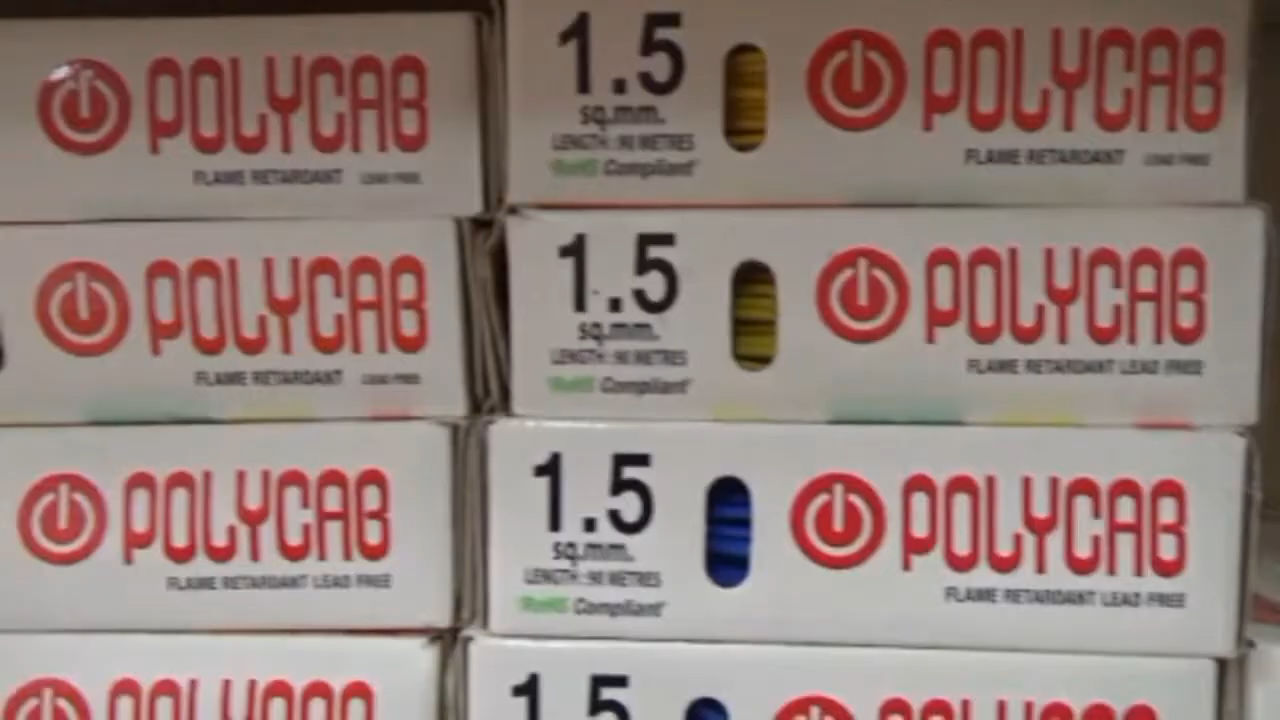 POLYCAB
FLAME RETARDANT LEAD FREE
1.5
sq.mm.
LENGTH : 90 METRES
RoHS Compliant
POLYCAB
FLAME RETARDANT LEAD FREE
POLYCAB
FLAME RETARDANT LEAD FREE
1.5
sq.mm.
LENGTH : 90 METRES
RoHS Compliant
POLYCAB
FLAME RETARDANT LEAD FREE
POLYCAB
FLAME RETARDANT LEAD FREE
1.5
sq.mm.
LENGTH : 90 METRES
RoHS Compliant
POLYCAB
FLAME RETARDANT LEAD FREE
POLYCAB
1.5
POLYCAB